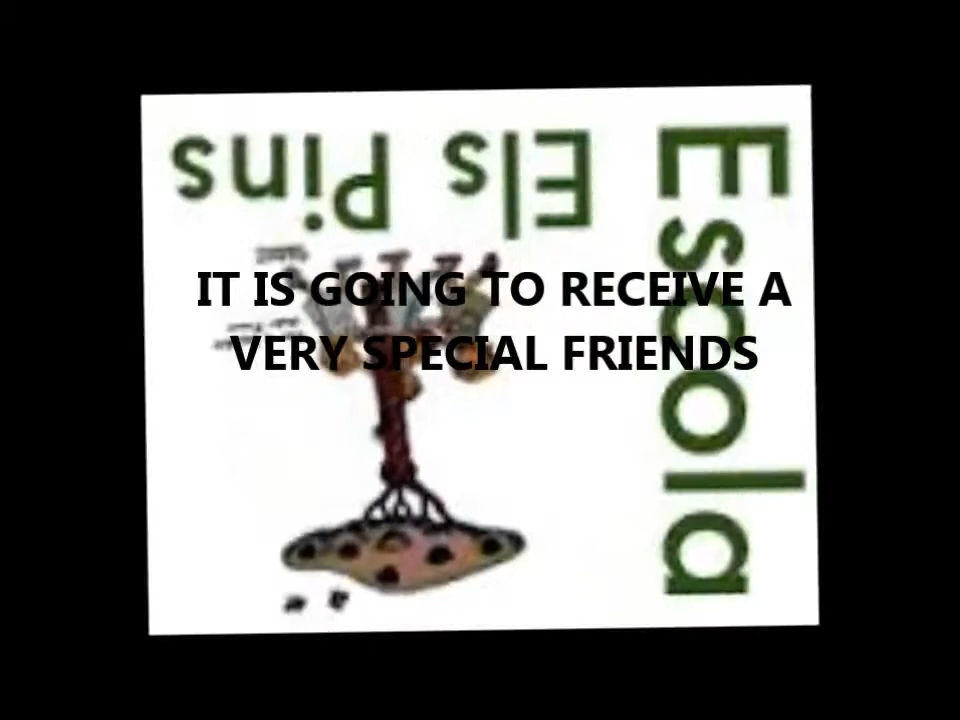 Escola
Els Pins
IT IS GOING TO RECEIVE A
VERY SPECIAL FRIENDS